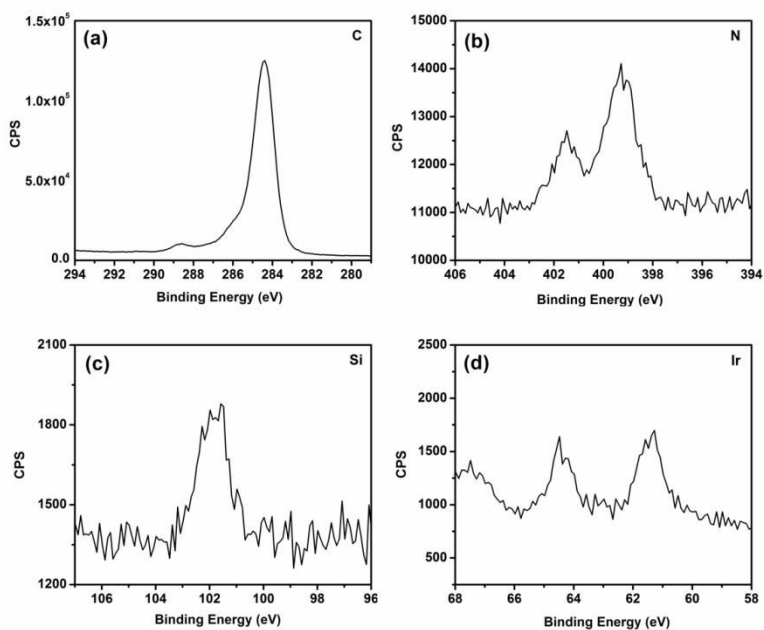 (a) C
1.5x10⁵
1.0x10⁵
5.0x10⁴
0.0
CPS
294 292 290 288 286 284 282 280
Binding Energy (eV)
(b) N
15000
14000
13000
12000
11000
10000
CPS
406 404 402 400 398 396 394
Binding Energy (eV)
(c) Si
2100
1800
1500
1200
CPS
106 104 102 100 98 96
Binding Energy (eV)
(d) Ir
2500
2000
1500
1000
500
CPS
68 66 64 62 60 58
Binding Energy (eV)